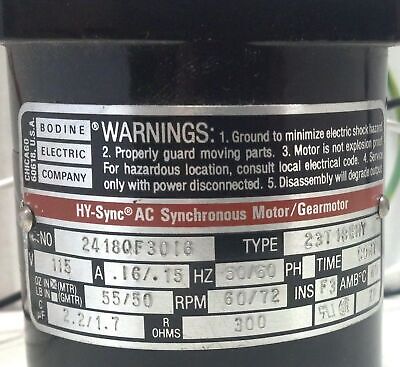 CHICAGO
60618, U.S.A.
BODINE
ELECTRIC
COMPANY
® WARNINGS: 1. Ground to minimize electric shock hazard.
2. Properly guard moving parts. 3. Motor is not explosion proof.
For hazardous location, consult local electrical code. 4. Service
only with power disconnected. 5. Disassembly will degrade output
HY-Sync® AC Synchronous Motor/Gearmotor
NO 24180F3016 TYPE
V 115 A .16/.15 HZ 50/60 PH TIME
OZ IN (MTR)
LB IN (GMTR) 55/50 RPM 60/72 INS F3 AMB°C
C
µF 2.2/1.7 R OHMS 300